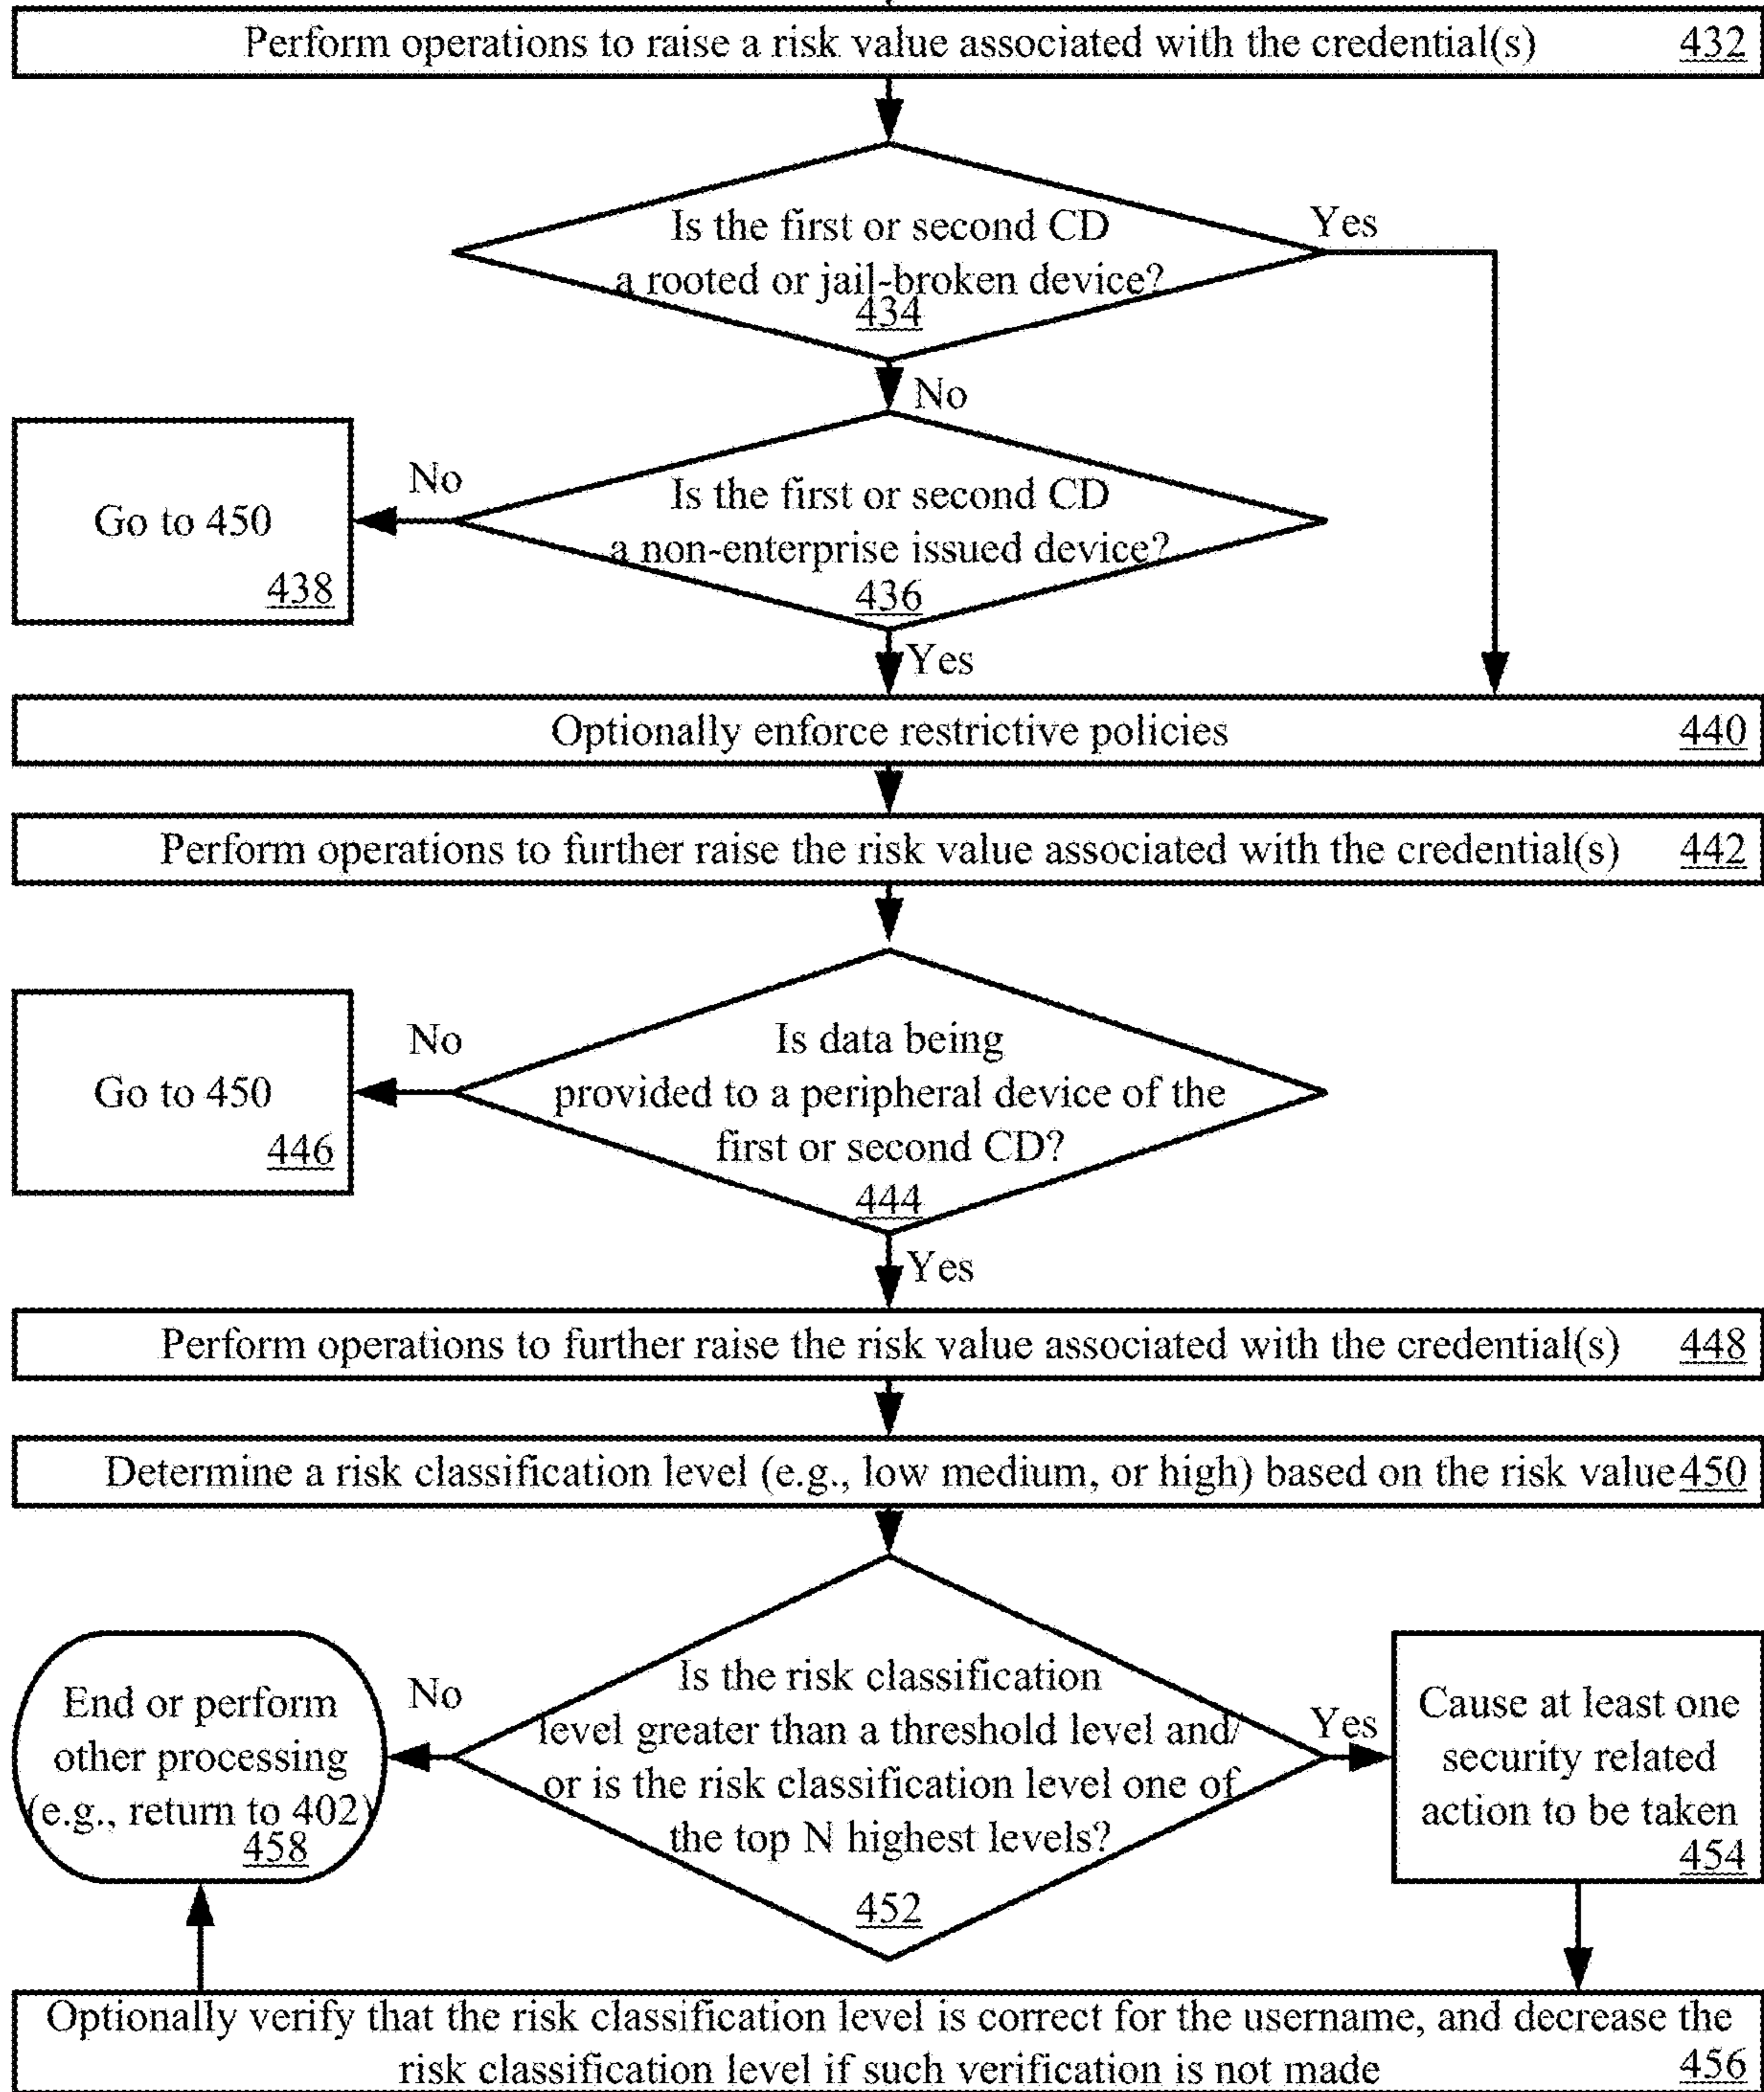 Perform operations to raise a risk value associated with the credential(s) 432
Is the first or second CD
a rooted or jail-broken device?
434
Yes
No
Is the first or second CD
a non-enterprise issued device?
436
No
Go to 450
438
Yes
Optionally enforce restrictive policies 440
Perform operations to further raise the risk value associated with the credential(s) 442
Is data being
provided to a peripheral device of the
first or second CD?
444
No
Go to 450
446
Yes
Perform operations to further raise the risk value associated with the credential(s) 448
Determine a risk classification level (e.g., low medium, or high) based on the risk value 450
Is the risk classification
level greater than a threshold level and/
or is the risk classification level one of
the top N highest levels?
452
No
End or perform
other processing
(e.g., return to 402)
458
Yes
Cause at least one
security related
action to be taken
454
Optionally verify that the risk classification level is correct for the username, and decrease the
risk classification level if such verification is not made 456